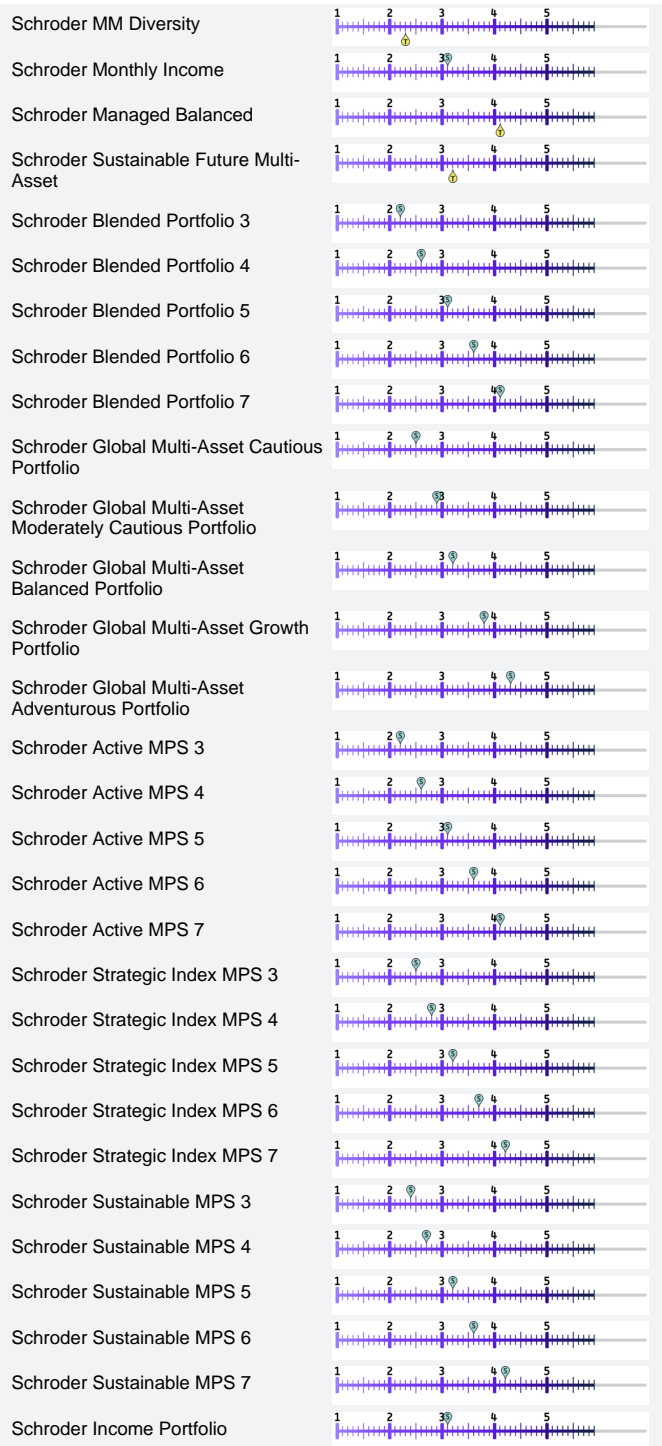 Schroder MM Diversity
1 2 3 4 5
T
Schroder Monthly Income
1 2 3 S 4 5
Schroder Managed Balanced
1 2 3 4 5
T
Schroder Sustainable Future Multi-
Asset
1 2 3 4 5
T
Schroder Blended Portfolio 3
1 2 S 3 4 5
Schroder Blended Portfolio 4
1 2 S 3 4 5
Schroder Blended Portfolio 5
1 2 3 S 4 5
Schroder Blended Portfolio 6
1 2 3 S 4 5
Schroder Blended Portfolio 7
1 2 3 4 S 5
Schroder Global Multi-Asset Cautious
Portfolio
1 2 S 3 4 5
Schroder Global Multi-Asset
Moderately Cautious Portfolio
1 2 S 3 4 5
Schroder Global Multi-Asset
Balanced Portfolio
1 2 3 S 4 5
Schroder Global Multi-Asset Growth
Portfolio
1 2 3 S 4 5
Schroder Global Multi-Asset
Adventurous Portfolio
1 2 3 4 S 5
Schroder Active MPS 3
1 2 S 3 4 5
Schroder Active MPS 4
1 2 S 3 4 5
Schroder Active MPS 5
1 2 3 S 4 5
Schroder Active MPS 6
1 2 3 S 4 5
Schroder Active MPS 7
1 2 3 4 S 5
Schroder Strategic Index MPS 3
1 2 S 3 4 5
Schroder Strategic Index MPS 4
1 2 S 3 4 5
Schroder Strategic Index MPS 5
1 2 3 S 4 5
Schroder Strategic Index MPS 6
1 2 3 S 4 5
Schroder Strategic Index MPS 7
1 2 3 4 S 5
Schroder Sustainable MPS 3
1 2 S 3 4 5
Schroder Sustainable MPS 4
1 2 S 3 4 5
Schroder Sustainable MPS 5
1 2 3 S 4 5
Schroder Sustainable MPS 6
1 2 3 S 4 5
Schroder Sustainable MPS 7
1 2 3 4 S 5
Schroder Income Portfolio
1 2 3 S 4 5